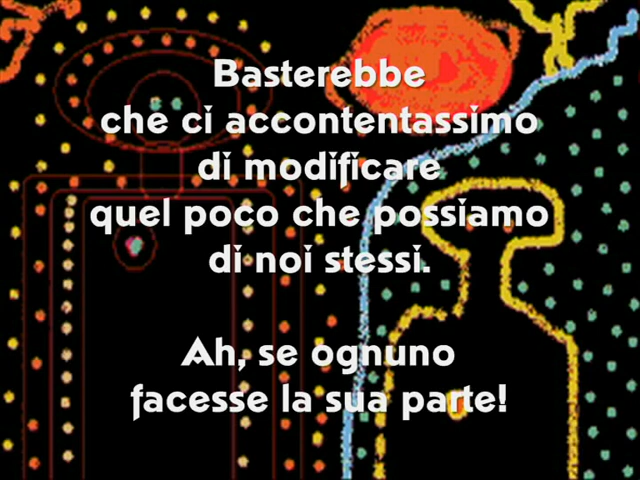 Basterebbe
che ci accontentassimo
di modificare
quel poco che possiamo
di noi stessi.
Ah, se ognuno
facesse la sua parte!